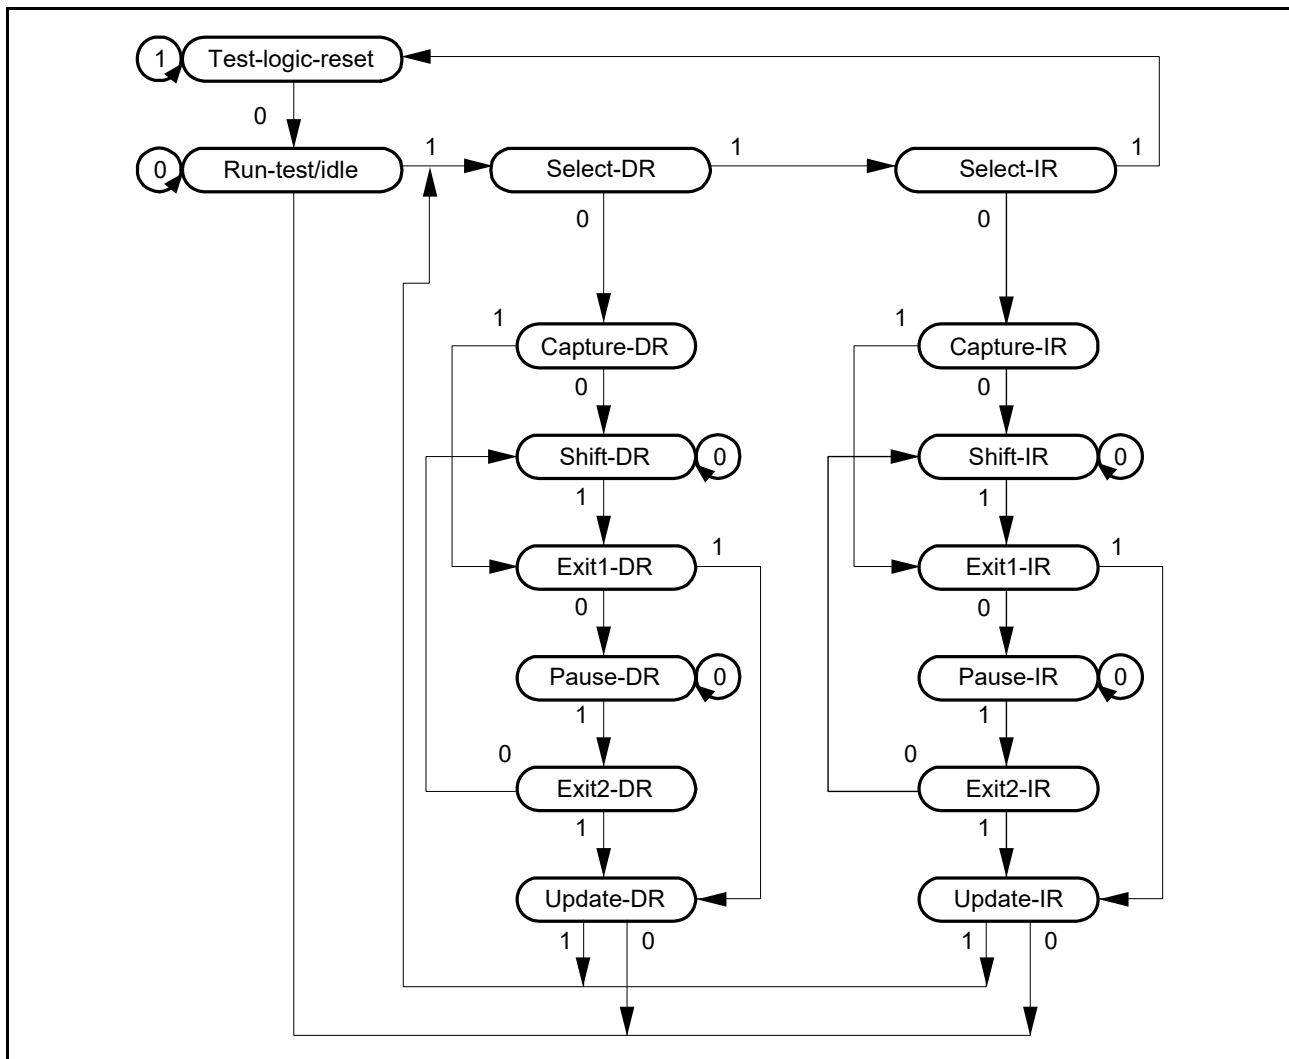 1 Test-logic-reset
0
0 Run-test/idle 1 Select-DR 1 Select-IR 1
0 0
1 1
Capture-DR Capture-IR
0 0
Shift-DR 0 Shift-IR 0
1 1
Exit1-DR 1 Exit1-IR 1
0 0
Pause-DR 0 Pause-IR 0
1 1
0 0
Exit2-DR Exit2-IR
1 1
Update-DR Update-IR
1 0 1 0